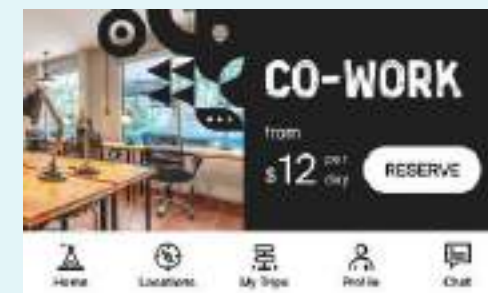 CO-WORK
from
$12 per day
RESERVE
Home Locations My Trips Profile Chat